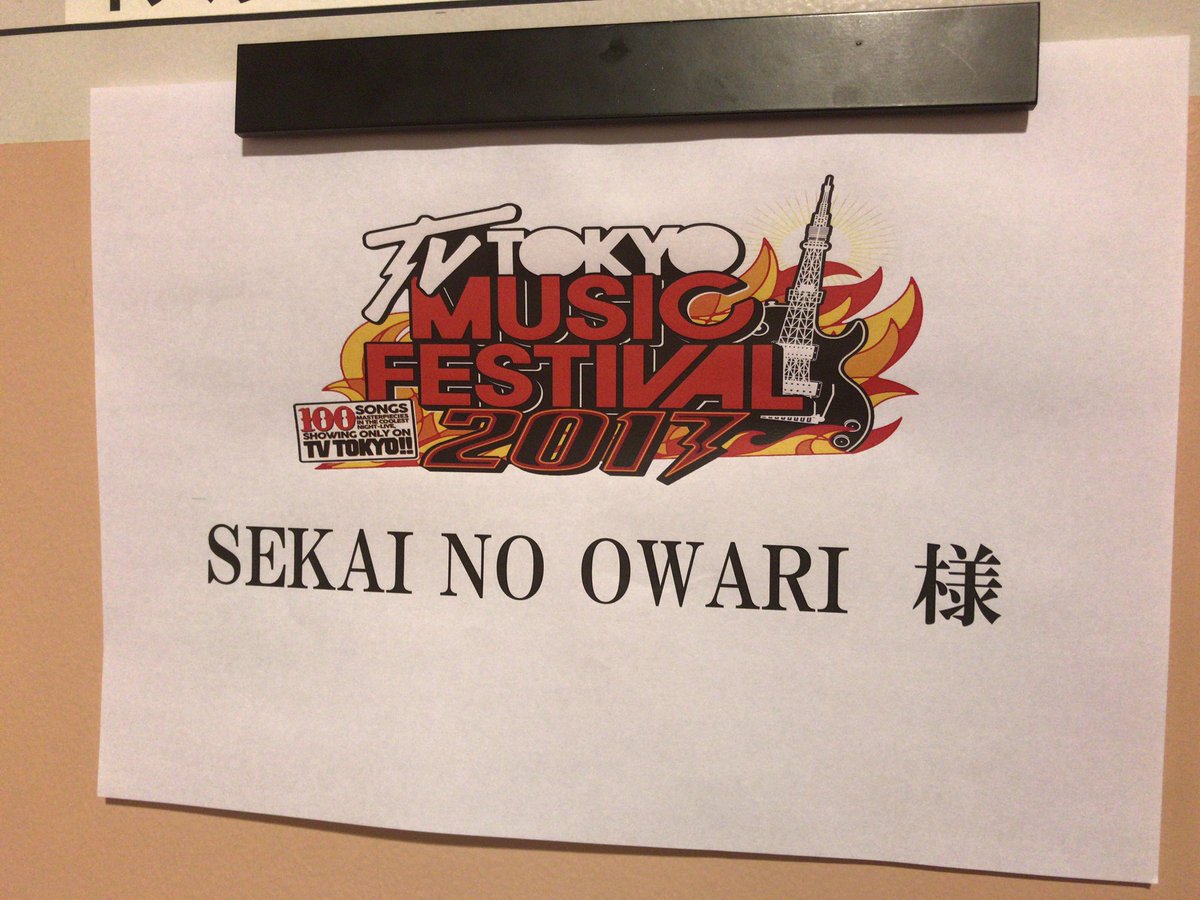 TV TOKYO
MUSIC
FESTIVAL
2017
100 SONGS
MASTERPIECES
IN THE COOLEST
NIGHT-LIVE,
SHOWING ONLY ON
TV TOKYO!!
SEKAI NO OWARI 様